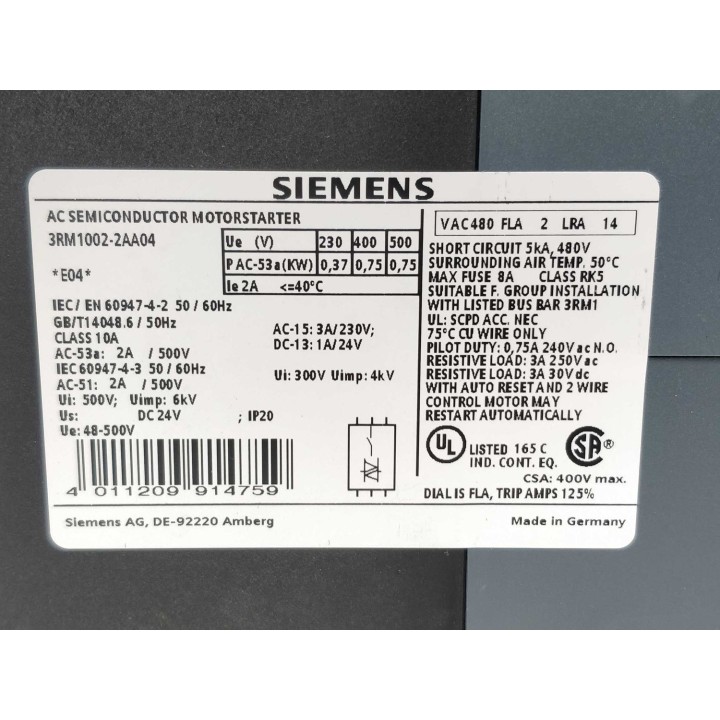 SIEMENS
AC SEMICONDUCTOR MOTORSTARTER
3RM1002-2AA04
*E04*
Ue (V) 230 400 500
P AC-53a(KW) 0,37 0,75 0,75
Ie 2A <=40°C
IEC/ EN 60947-4-2 50 / 60Hz
GB/T14048.6 / 50Hz
CLASS 10A
AC-53a: 2A / 500V
IEC60947-4-3 50 / 60Hz
AC-51: 2A / 500V
Ui: 500V; Uimp: 6kV
Us: DC24V ; IP20
Ue: 48-500V
AC-15: 3A/230V;
DC-13: 1A/24V
Ui: 300V Uimp: 4kV
4 011209 914759
VAC480 FLA 2 LRA 14
SHORT CIRCUIT 5kA, 480V
SURROUNDING AIR TEMP. 50°C
MAX FUSE 8A CLASS RK5
SUITABLE F. GROUP INSTALLATION
WITH LISTED BUS BAR 3RM1
UL: SCPD ACC. NEC
75°C CU WIRE ONLY
PILOT DUTY: 0,75A 240V ac N.O.
RESISTIVE LOAD: 3A 250V ac
RESISTIVE LOAD: 3A 30V dc
WITH AUTO RESET AND 2 WIRE
CONTROL MOTOR MAY
RESTART AUTOMATICALLY
UL LISTED 165 C
IND. CONT. EQ.
CSA ®
CSA: 400V max.
DIAL IS FLA, TRIP AMPS 125%
Siemens AG, DE-92220 Amberg
Made in Germany